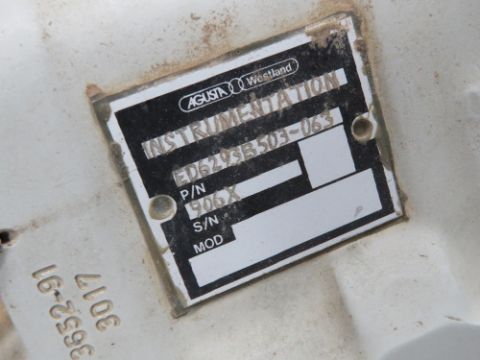 AGUSTA Westland
INSTRUMENTATION
ED6293B503-063
P/N
906X
S/N
MOD
3652-91
3017